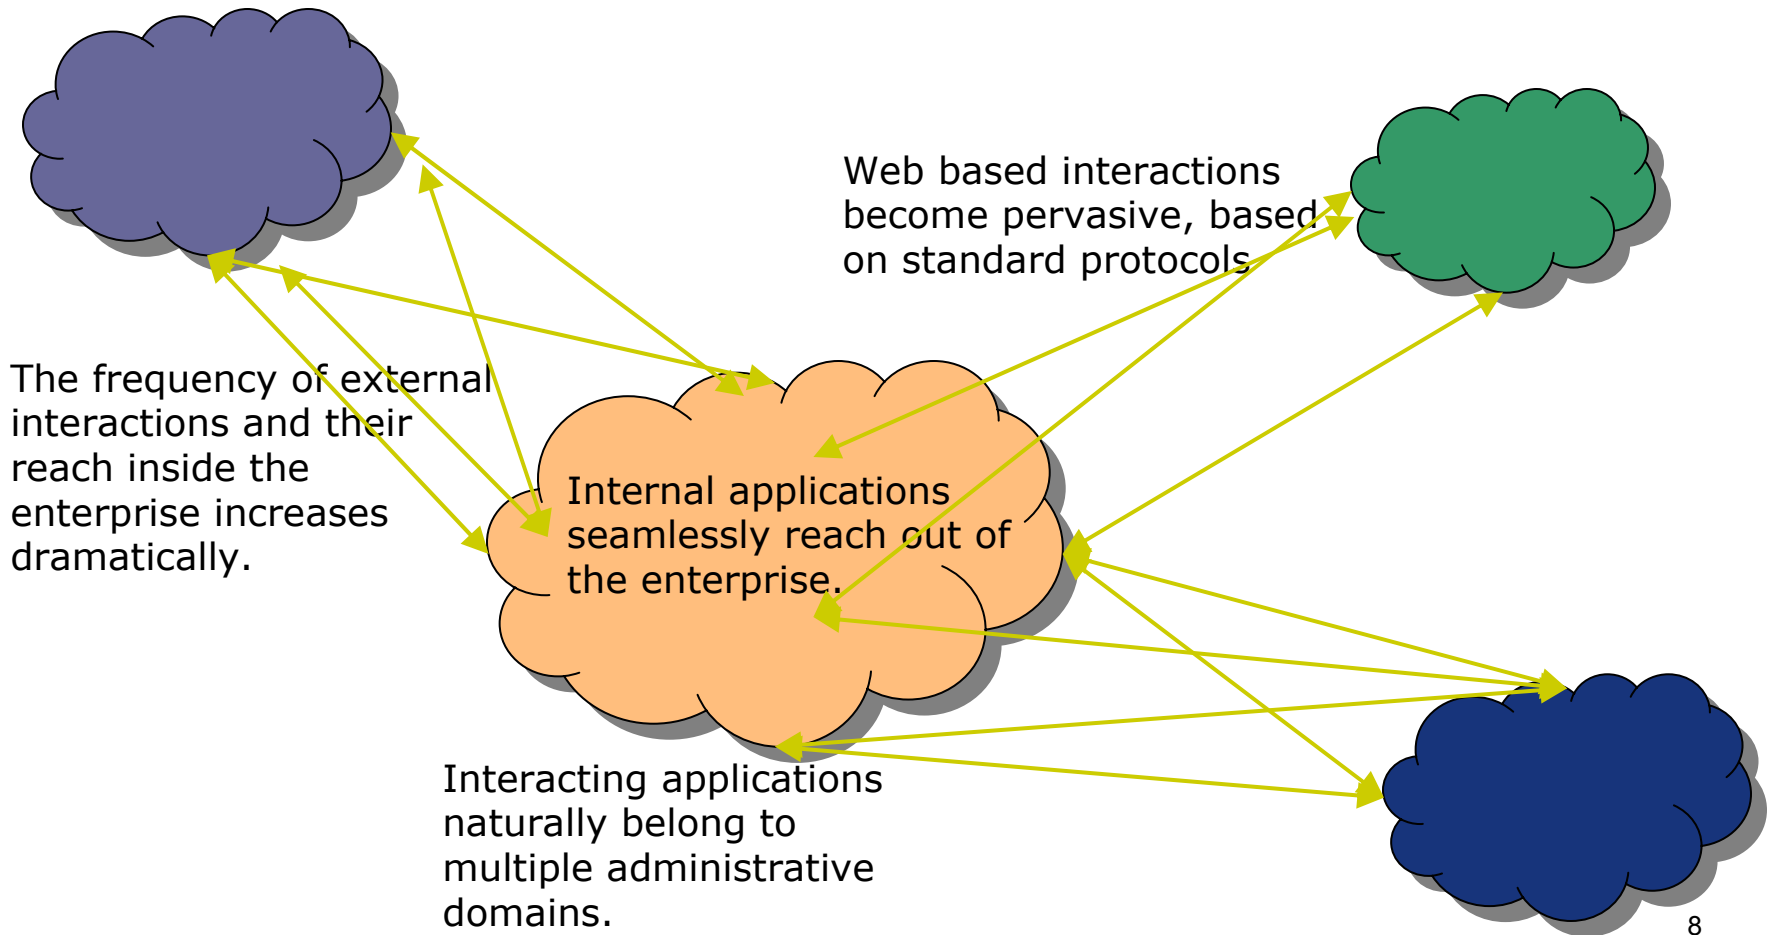 Web based interactions
become pervasive, based
on standard protocols
The frequency of external
interactions and their
reach inside the
enterprise increases
dramatically.
Internal applications
seamlessly reach out of
the enterprise.
Interacting applications
naturally belong to
multiple administrative
domains.
8